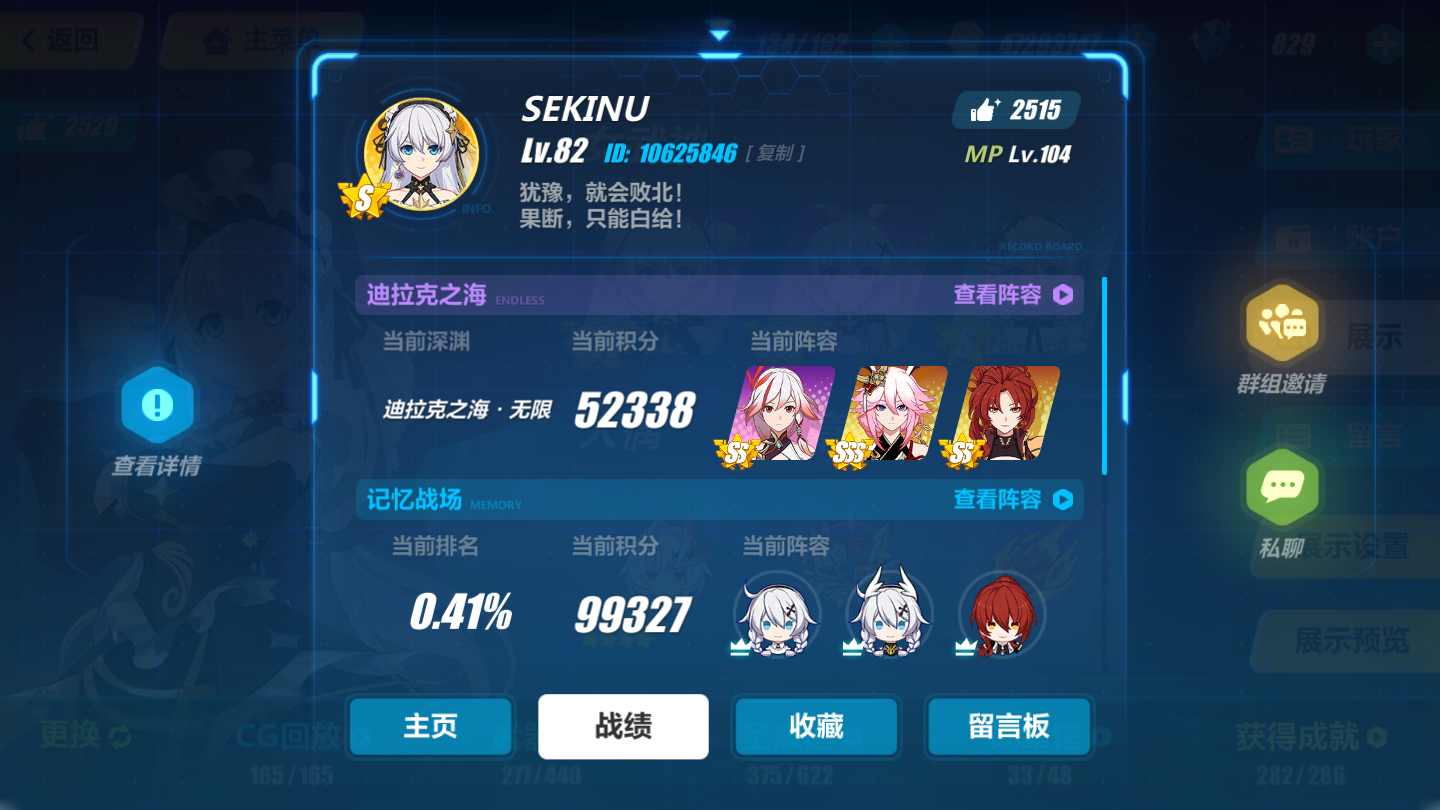 返回
主菜单
134/162
47293747
829
2529
SEKINU
2515
Lv.82 ID: 10625846 [复制]
MP Lv.104
犹豫，就会败北！
果断，只能白给！
INFO.
RECORD BOARD
玩家
账户
迪拉克之海 ENDLESS 查看阵容
当前深渊 当前积分 当前阵容
迪拉克之海·无限 52338
SS SSS SS
S
展示
群组邀请
查看详情
留言
记忆战场 MEMORY 查看阵容
当前排名 当前积分 当前阵容
私聊
展示设置
0.41% 99327
展示预览
主页 战绩 收藏 留言板
更换
CG回放
获得成就
165/165 277/440 375/622 33/48 282/286